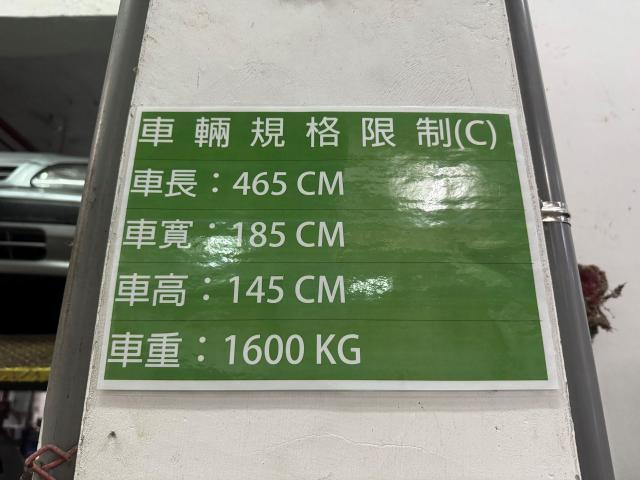 車輛規格限制(C)
車長：465 CM
車寬：185 CM
車高：145 CM
車重：1600 KG